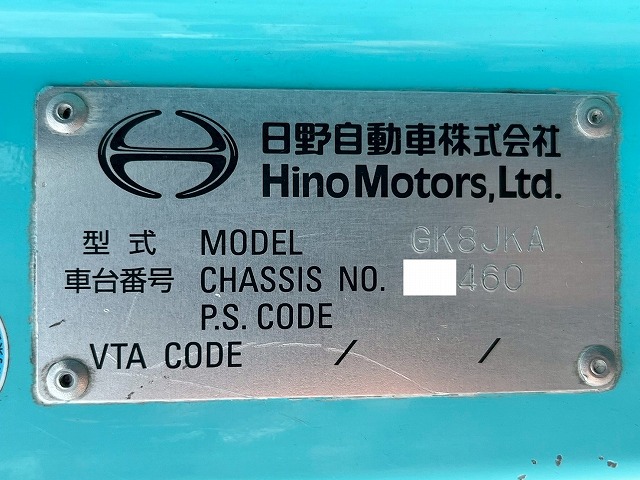 日野自動車株式会社
Hino Motors, Ltd.
型式 MODEL GK8JKA
車台番号 CHASSIS NO. 460
P.S. CODE
VTA CODE / /